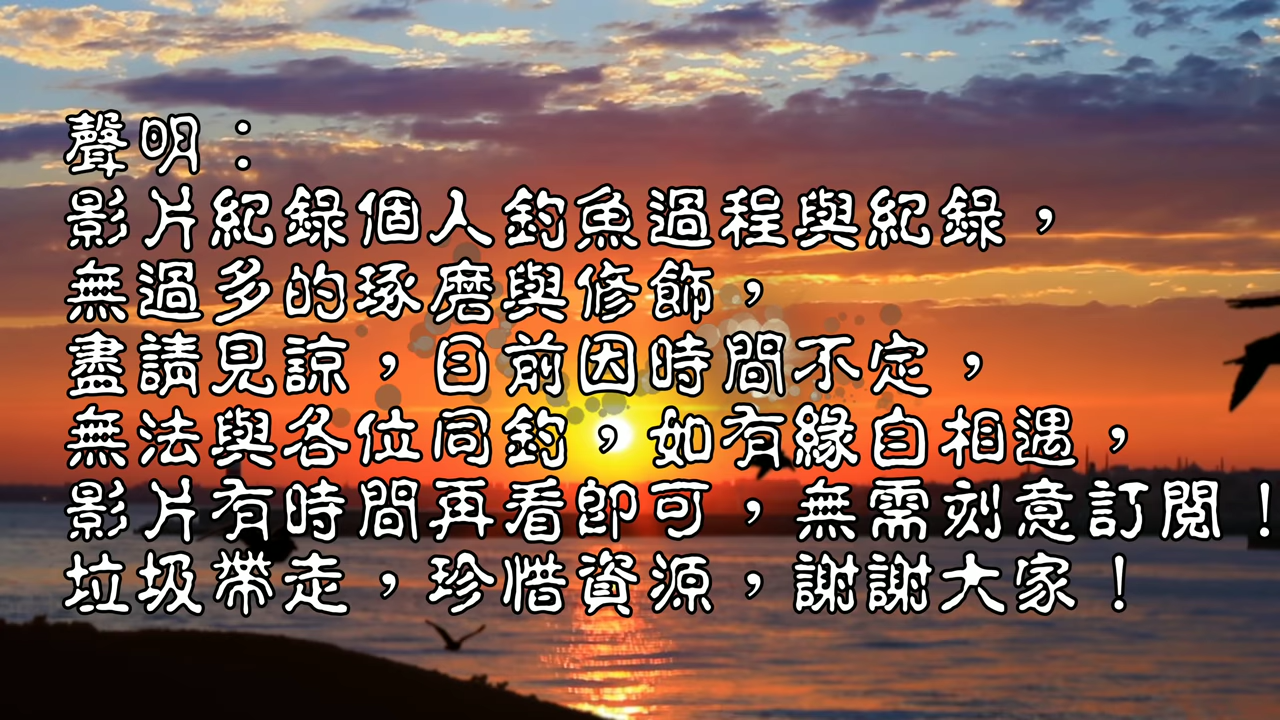 聲明：
影片紀錄個人釣魚過程與紀錄，
無過多的琢磨與修飾，
盡請見諒，目前因時間不定，
無法與各位同釣，如有緣自相遇，
影片有時間再看即可，無需刻意訂閱！
垃圾帶走，珍惜資源，謝謝大家！